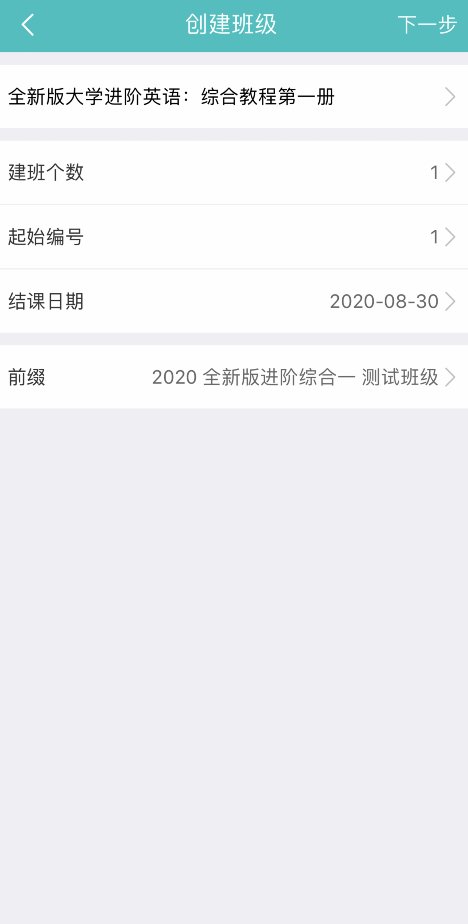 创建班级 下一步
全新版大学进阶英语：综合教程第一册
建班个数 1
起始编号 1
结课日期 2020-08-30
前缀 2020 全新版进阶综合一 测试班级